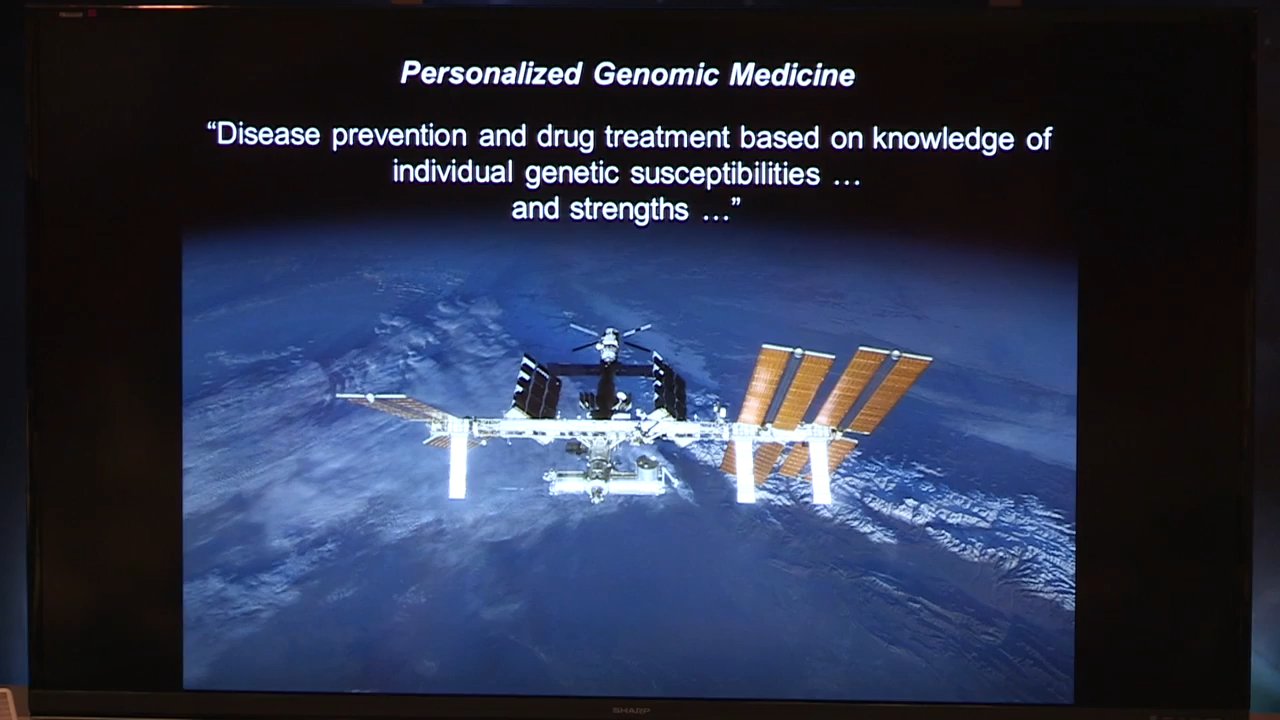 Personalized Genomic Medicine
“Disease prevention and drug treatment based on knowledge of
individual genetic susceptibilities ...
and strengths ...”
SHARP